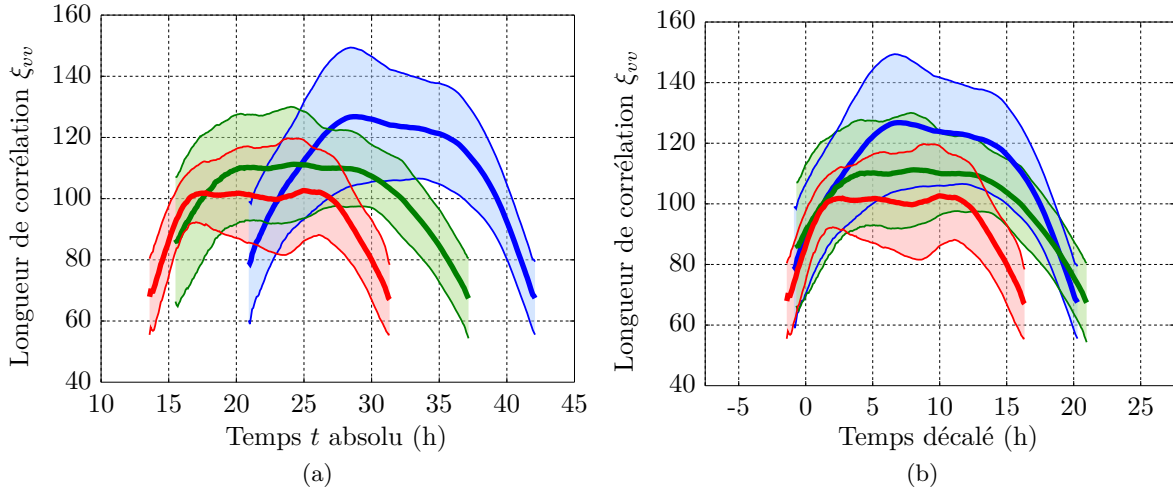 Longueur de corrélation ξvv
160
140
120
100
80
60
40
10 15 20 25 30 35 40 45
Temps t absolu (h)
(a)
Longueur de corrélation ξvv
160
140
120
100
80
60
40
-5 0 5 10 15 20 25
Temps décalé (h)
(b)